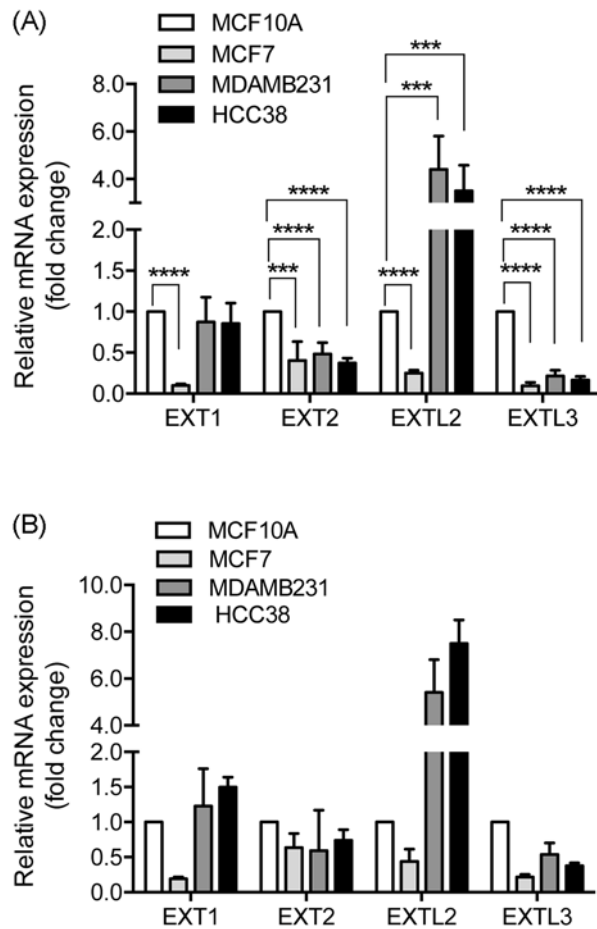 (A)
MCF10A
MCF7
MDAMB231
HCC38
Relative mRNA expression
(fold change)
8.0
6.0
4.0
2.0
1.0
0.5
0.0
****
***
****
****
****
***
***
****
****
****
EXT1 EXT2 EXTL2 EXTL3
(B)
MCF10A
MCF7
MDAMB231
HCC38
Relative mRNA expression
(fold change)
10.0
8.0
6.0
4.0
2.0
1.5
1.0
0.5
0.0
EXT1 EXT2 EXTL2 EXTL3